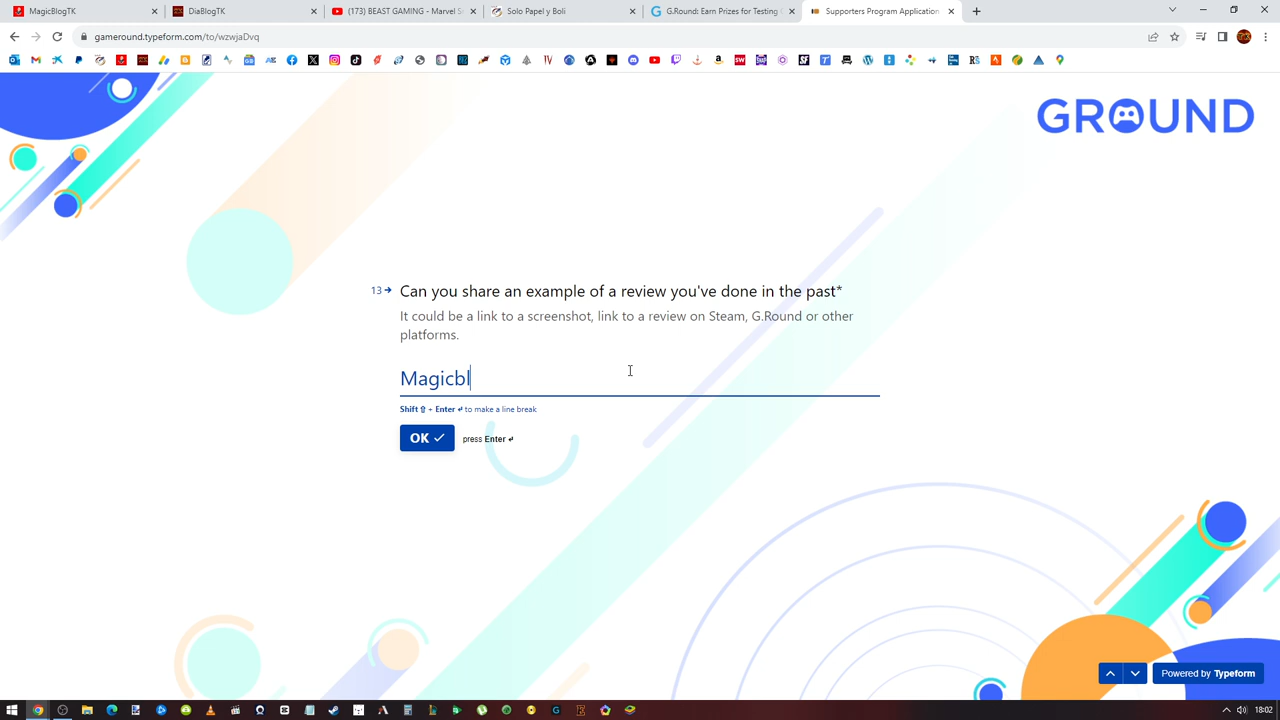 MagicBlogTK
DiaBlogTK
(173) BEAST GAMING - Marvel S
Solo Papel y Boli
G.Round: Earn Prizes for Testing
Supporters Program Application
gameround.typeform.com/to/wzwjaDvq
GROUND
13 Can you share an example of a review you've done in the past*
It could be a link to a screenshot, link to a review on Steam, G.Round or other
platforms.
Magicbl
Shift ⇧ + Enter ↵ to make a line break
OK ✓ press Enter ↵
Powered by Typeform
18:02